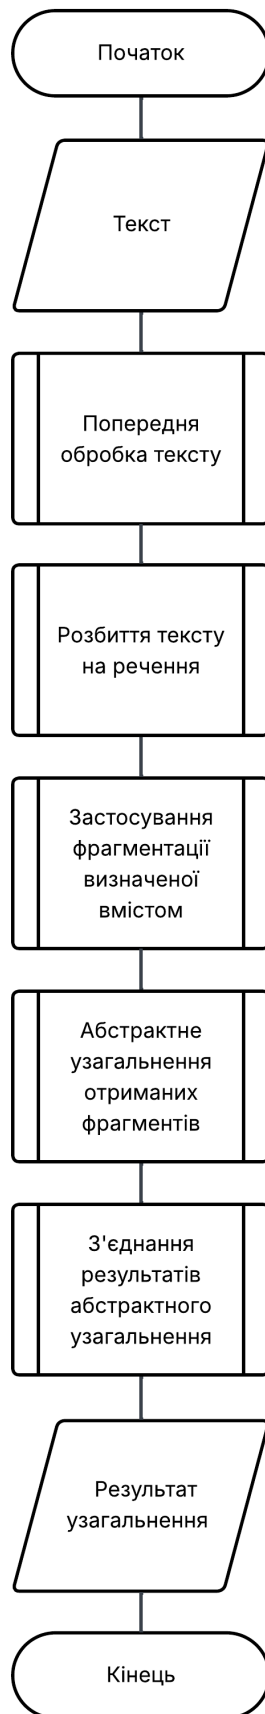 Початок
Текст
Попередня
обробка тексту
Розбиття тексту
на речення
Застосування
фрагментації
визначеної
вмістом
Абстрактне
узагальнення
отриманих
фрагментів
З'єднання
результатів
абстрактного
узагальнення
Результат
узагальнення
Кінець